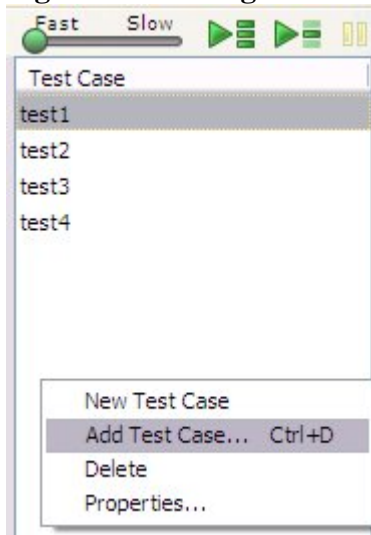 Fast Slow
Test Case
test1
test2
test3
test4
New Test Case
Add Test Case... Ctrl+D
Delete
Properties...